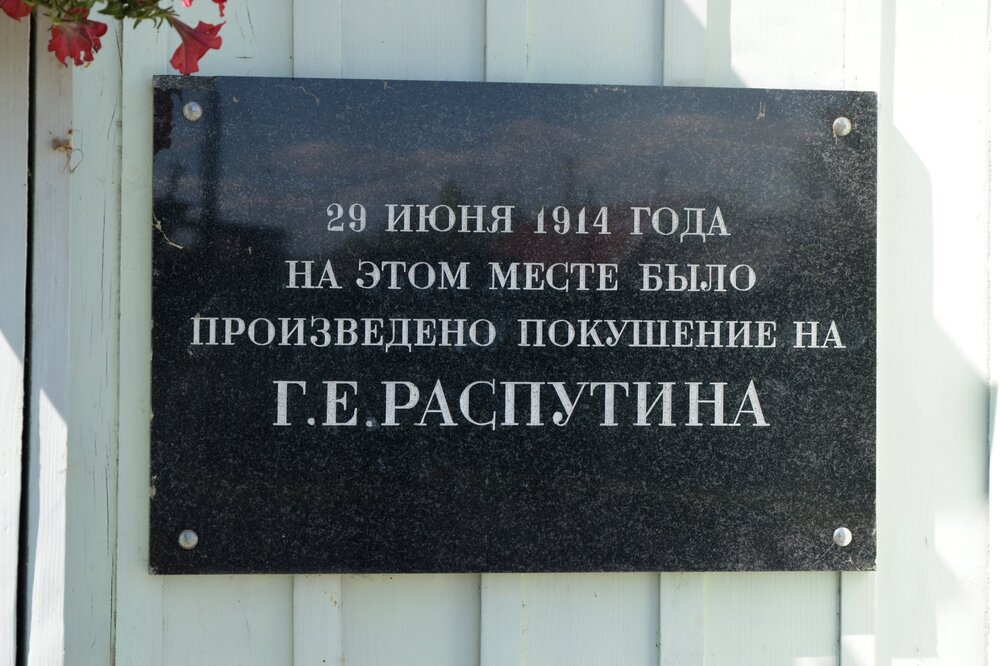 29 ИЮНЯ 1914 ГОДА
НА ЭТОМ МЕСТЕ БЫЛО
ПРОИЗВЕДЕНО ПОКУШЕНИЕ НА
Г.Е.РАСПУТИНА